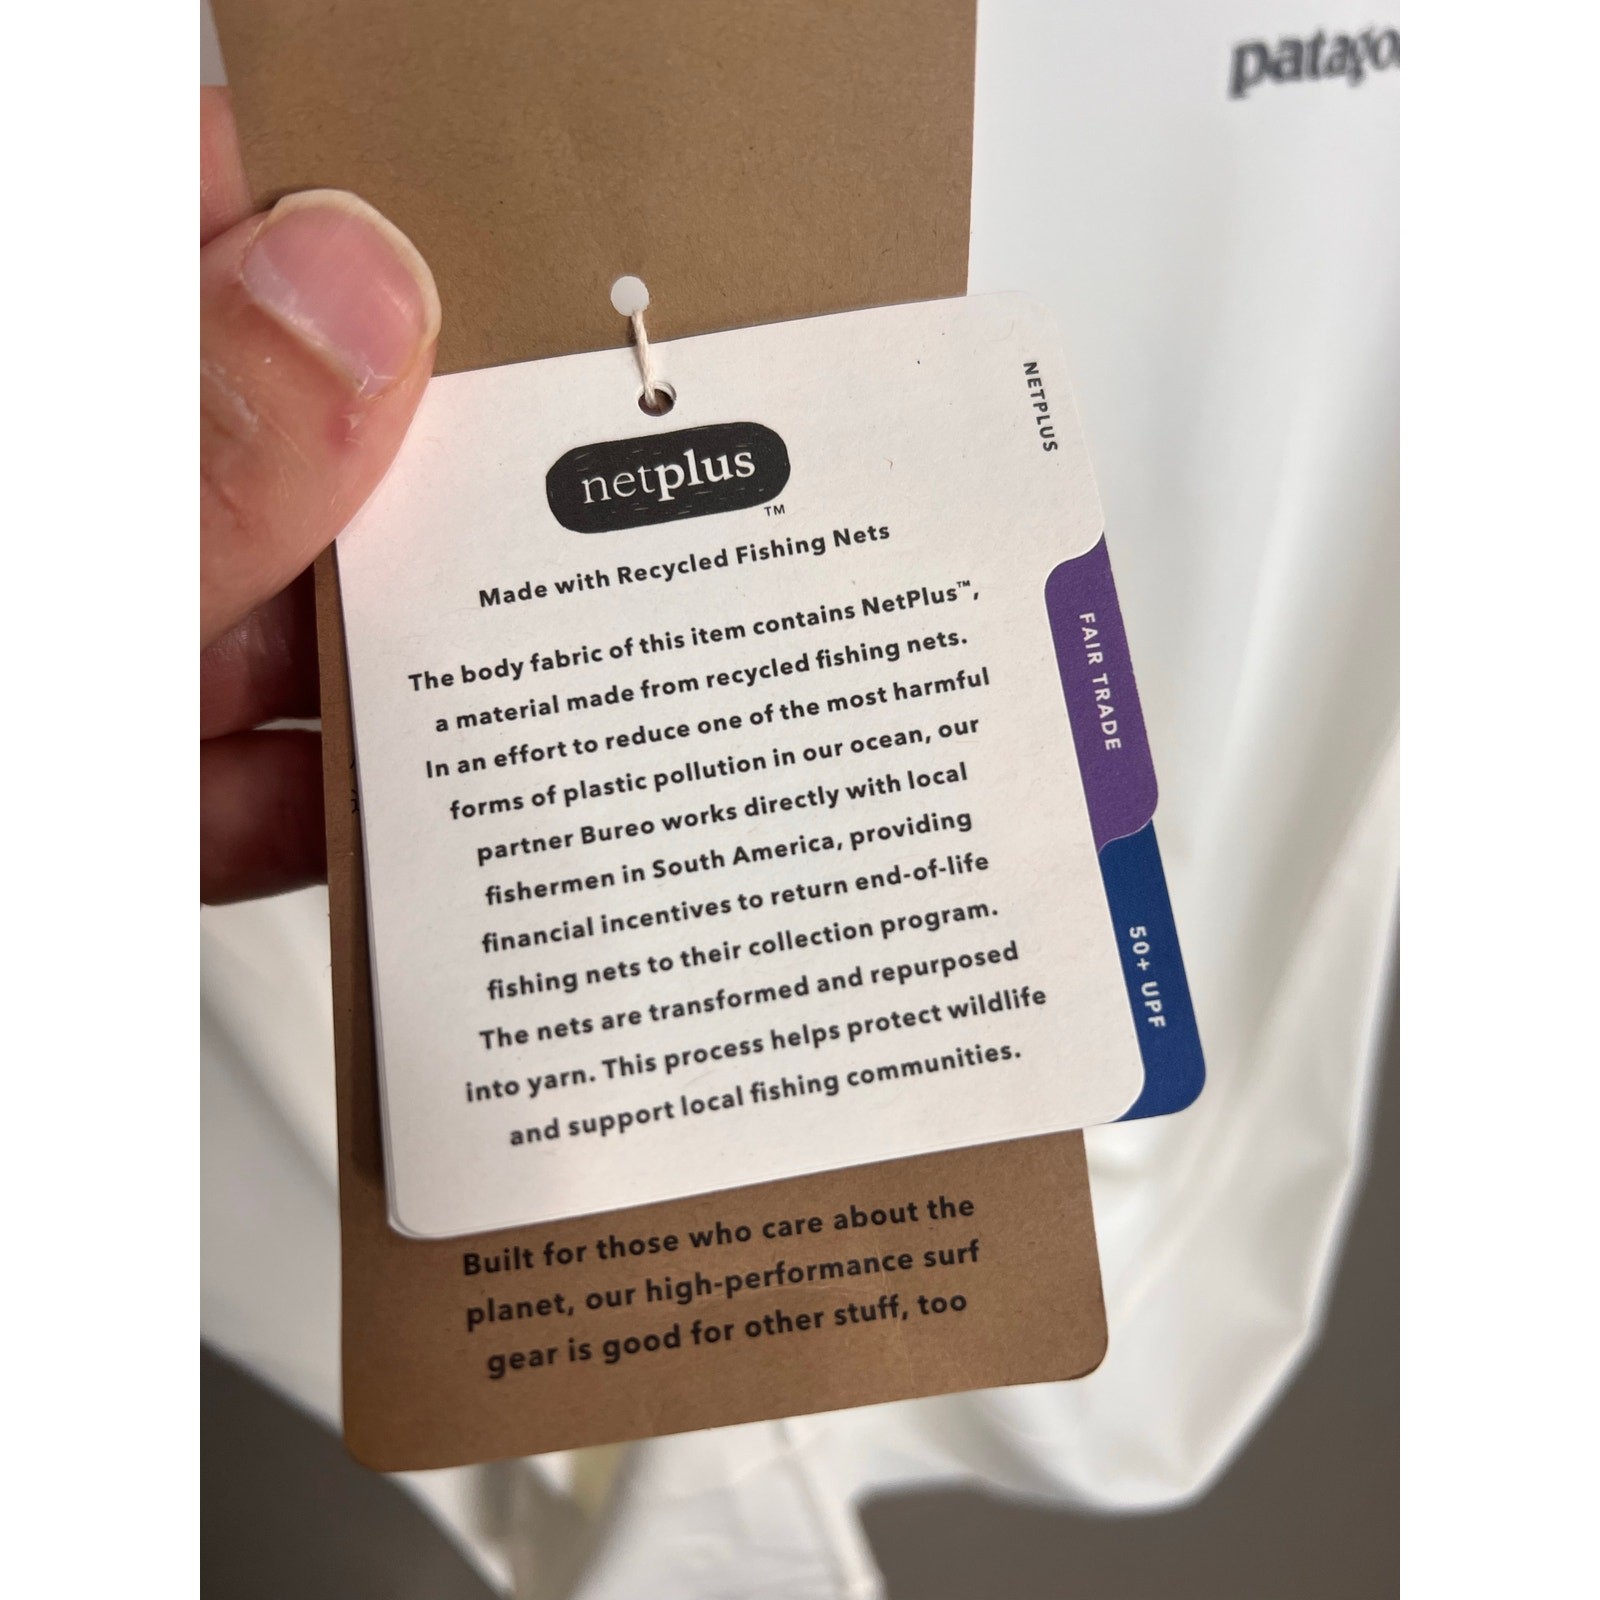 netplus
TM
Made with Recycled Fishing Nets
The body fabric of this item contains NetPlus™,
a material made from recycled fishing nets.
In an effort to reduce one of the most harmful
forms of plastic pollution in our ocean, our
partner Bureo works directly with local
fishermen in South America, providing
financial incentives to return end-of-life
fishing nets to their collection program.
The nets are transformed and repurposed
into yarn. This process helps protect wildlife
and support local fishing communities.
NETPLUS
FAIR TRADE
50+ UPF
Built for those who care about the
planet, our high-performance surf
gear is good for other stuff, too